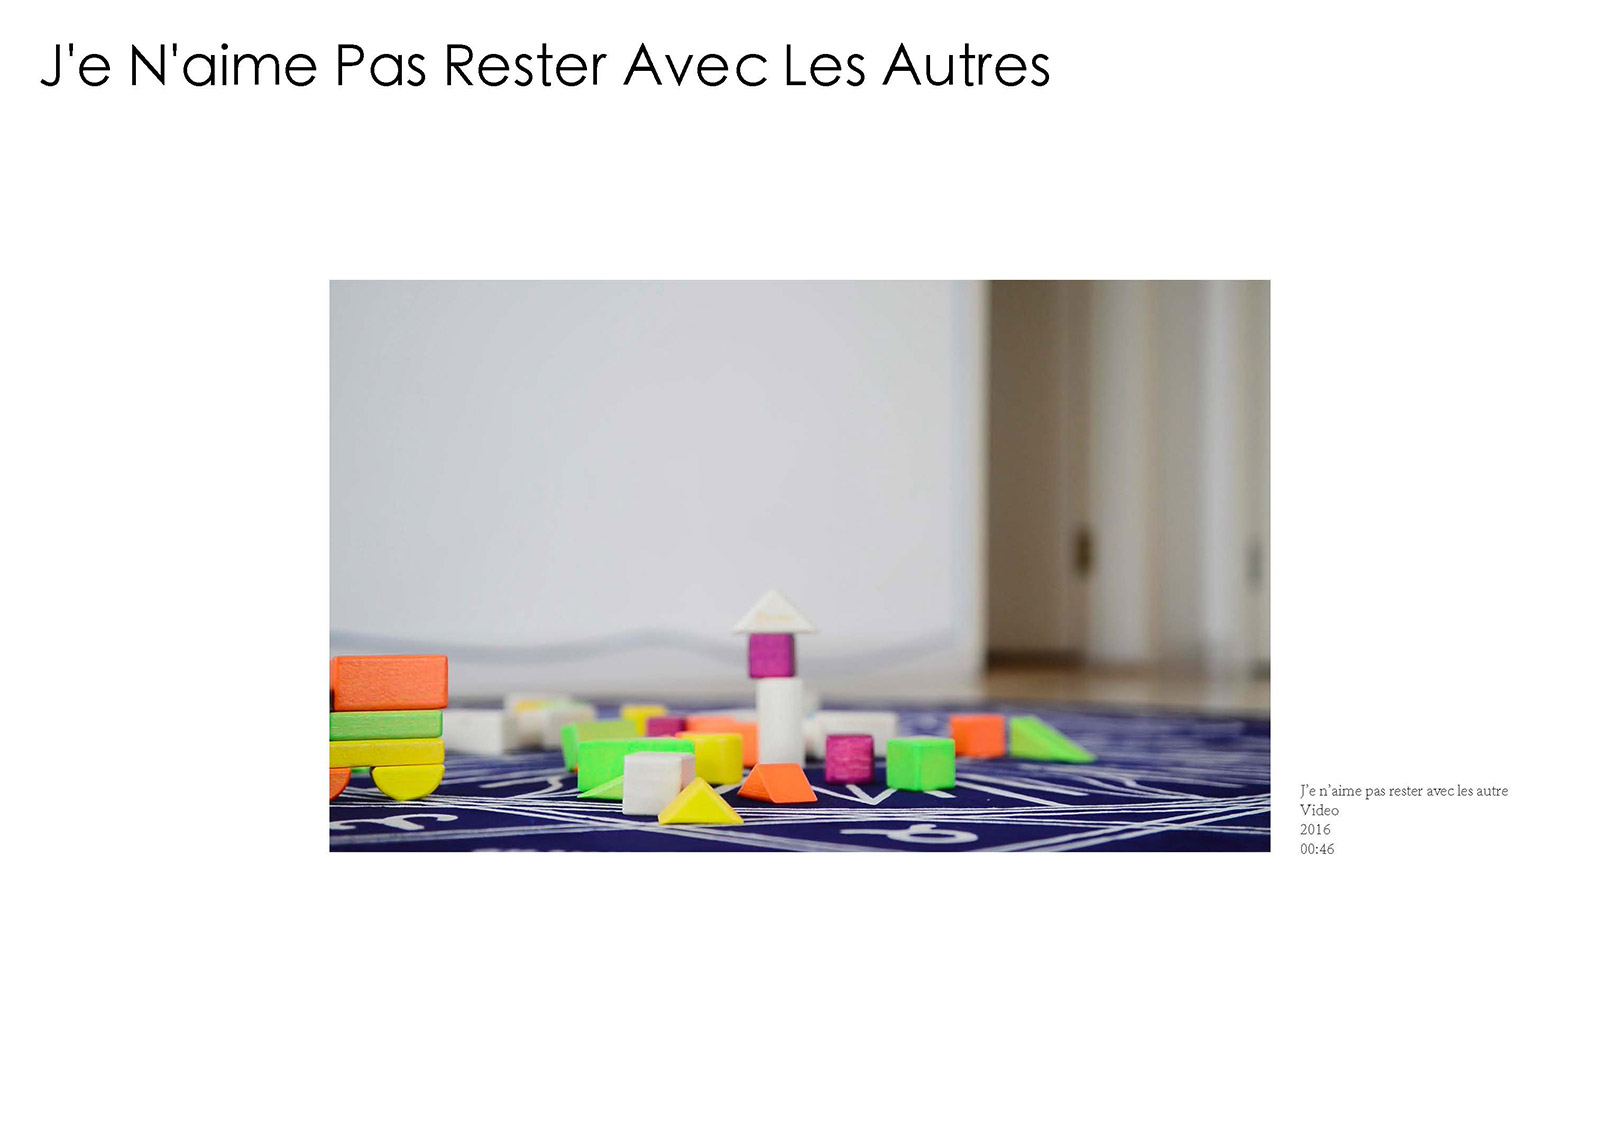 J'e N'aime Pas Rester Avec Les Autres
J'e n'aime pas rester avec les autre
Video
2016
00:46